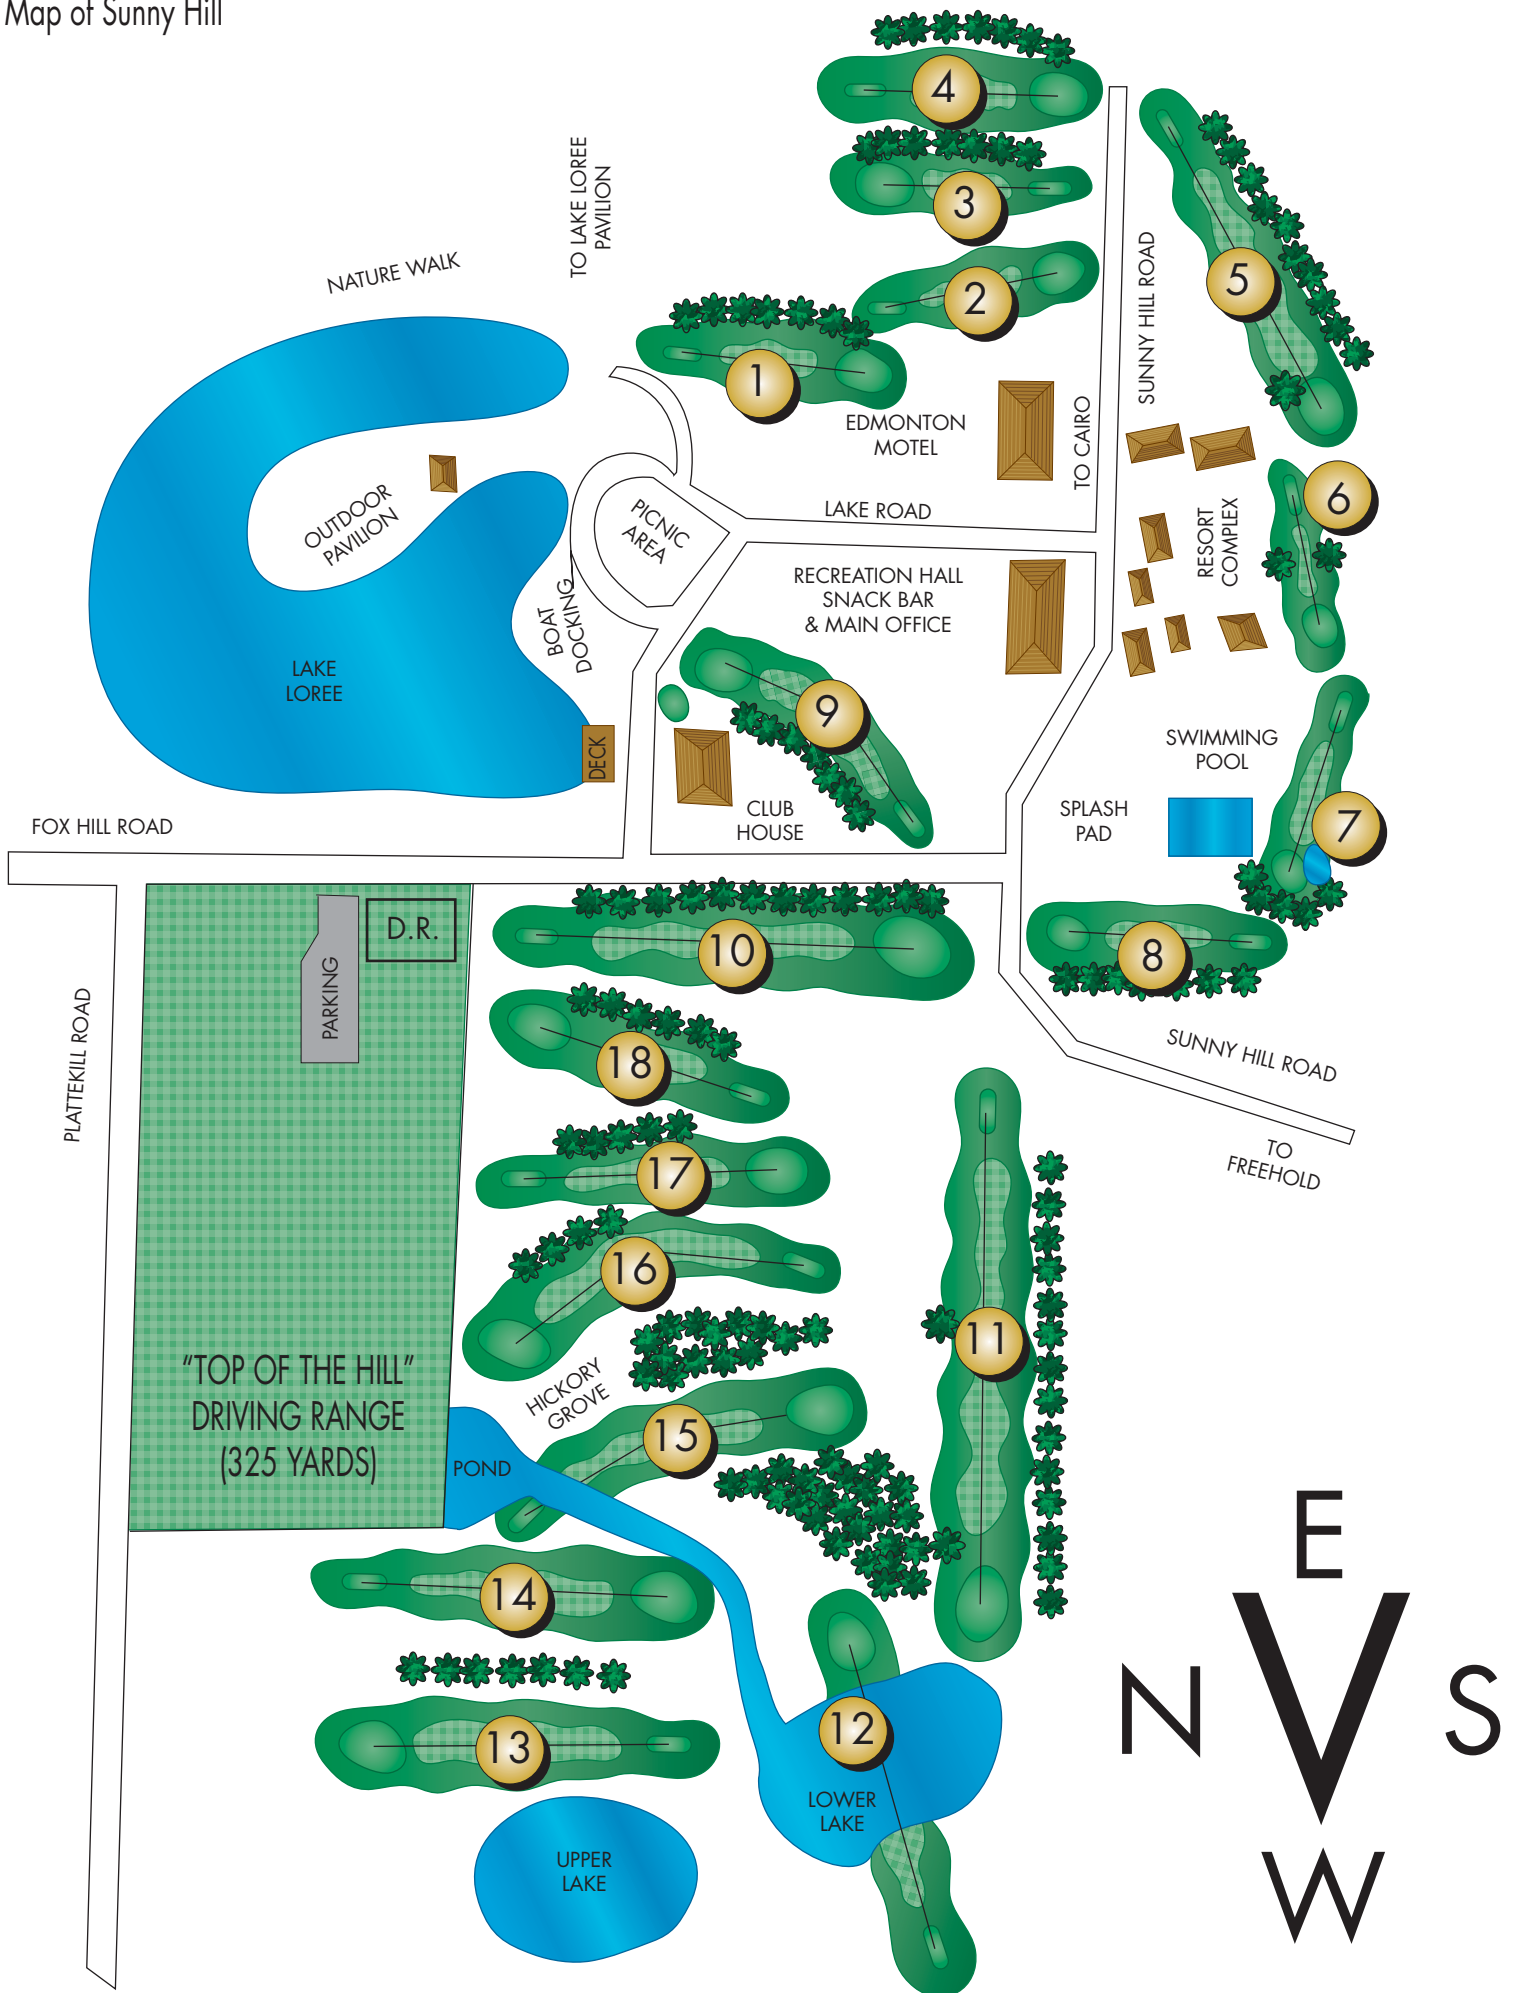 Map of Sunny Hill
4
3
2
1
5
6
7
8
9
10
18
17
16
15
11
14
13
12
TO LAKE LOREE
PAVILION
NATURE WALK
SUNNY HILL ROAD
TO CAIRO
EDMONTON
MOTEL
LAKE ROAD
PICNIC
AREA
OUTDOOR
PAVILION
BOAT
DOCKING
RECREATION HALL
SNACK BAR
& MAIN OFFICE
RESORT
COMPLEX
LAKE
LOREE
DECK
SWIMMING
POOL
SPLASH
PAD
CLUB
HOUSE
FOX HILL ROAD
D.R.
PARKING
PLATTEKILL ROAD
SUNNY HILL ROAD
TO
FREEHOLD
"TOP OF THE HILL"
DRIVING RANGE
(325 YARDS)
HICKORY
GROVE
POND
LOWER
LAKE
UPPER
LAKE
E
N
S
W